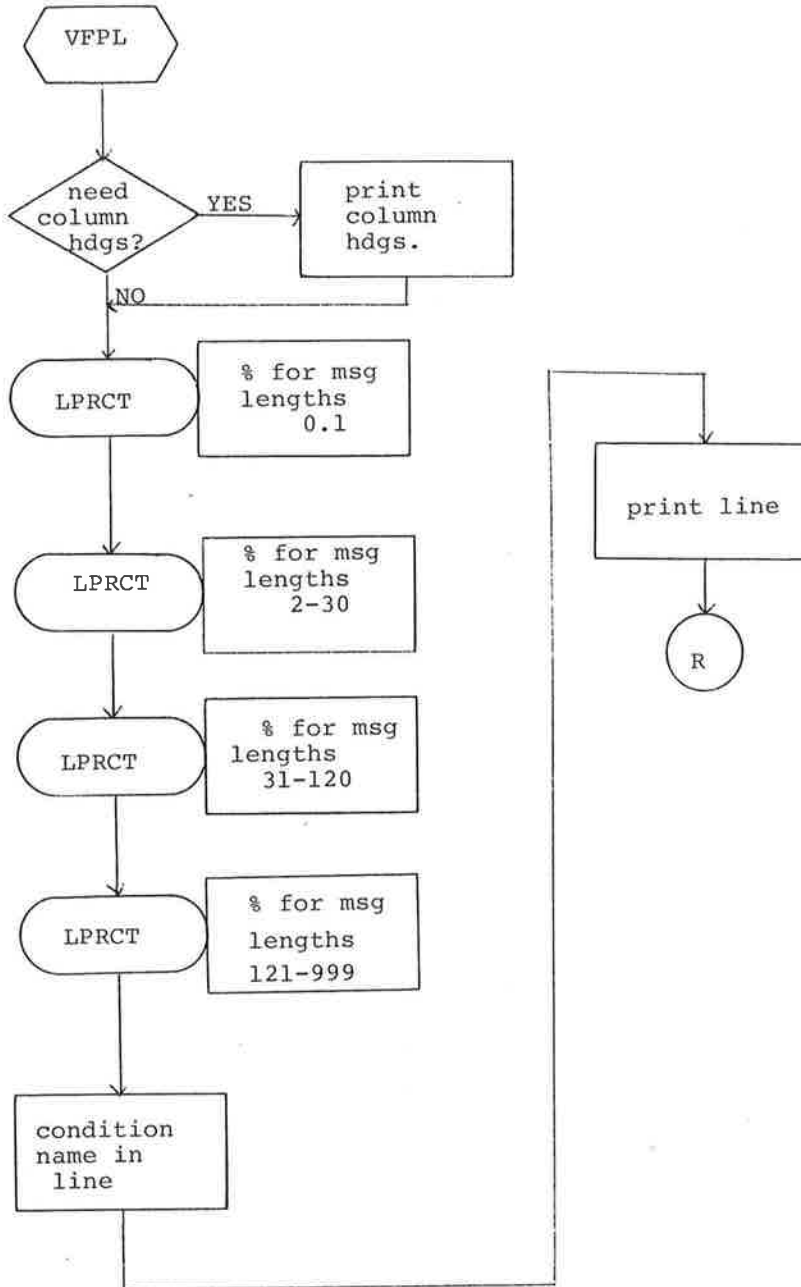 VFPL
need
column
hdgs?
YES
print
column
hdgs.
NO
LPRCT
% for msg
lengths
0.1
LPRCT
% for msg
lengths
2-30
LPRCT
% for msg
lengths
31-120
LPRCT
% for msg
lengths
121-999
condition
name in
line
print line
R